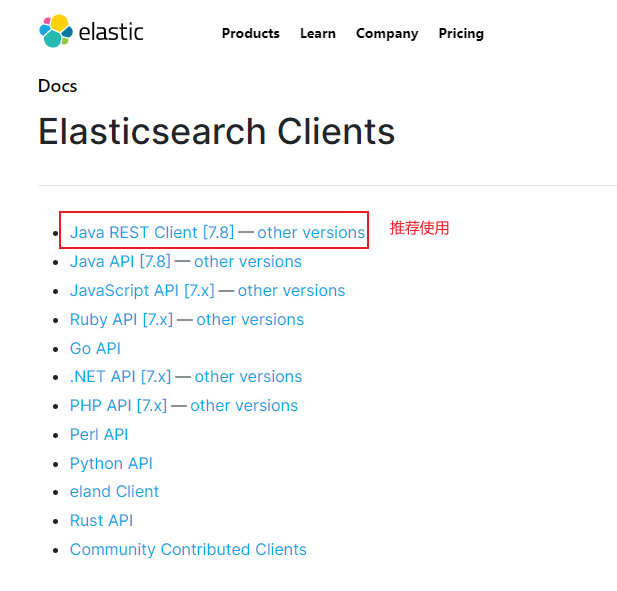 elastic Products Learn Company Pricing
Docs
Elasticsearch Clients
Java REST Client [7.8] — other versions 推荐使用
Java API [7.8] — other versions
JavaScript API [7.x] — other versions
Ruby API [7.x] — other versions
Go API
.NET API [7.x] — other versions
PHP API [7.x] — other versions
Perl API
Python API
eland Client
Rust API
Community Contributed Clients